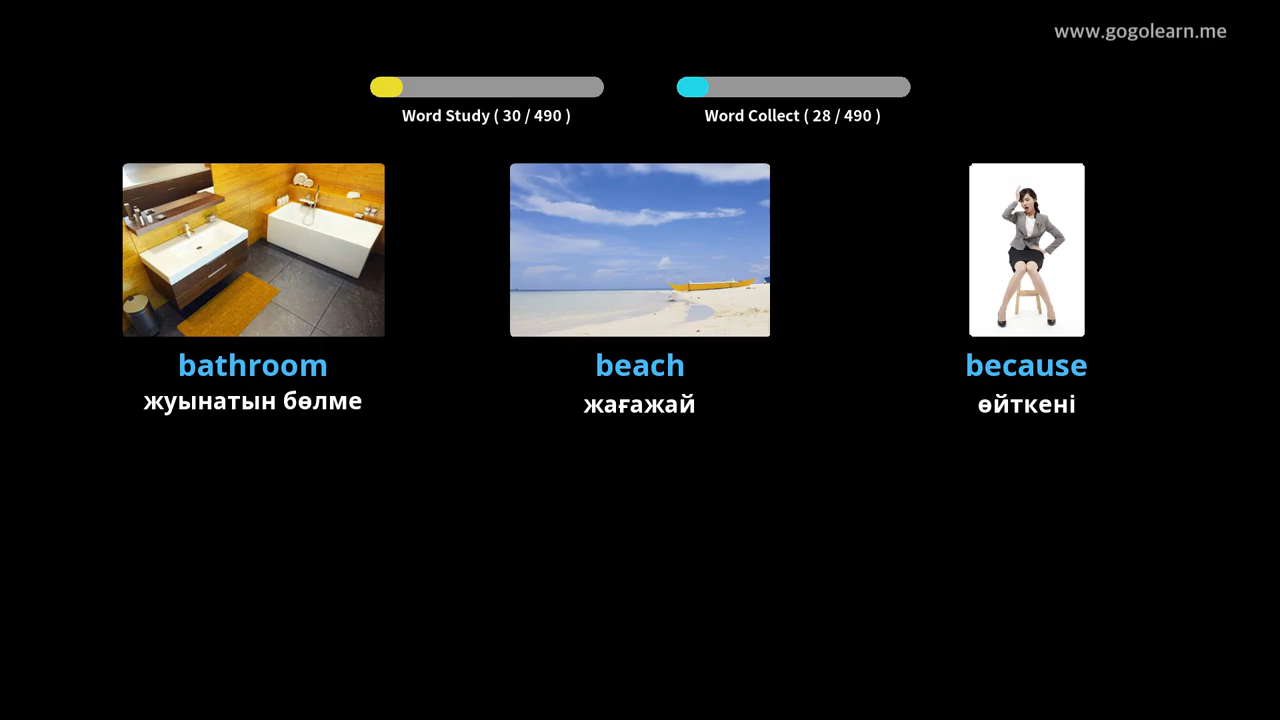 www.gogolearn.me
Word Study ( 30 / 490 )
Word Collect ( 28 / 490 )
bathroom
жуынатын бөлме
beach
жағажай
because
өйткені